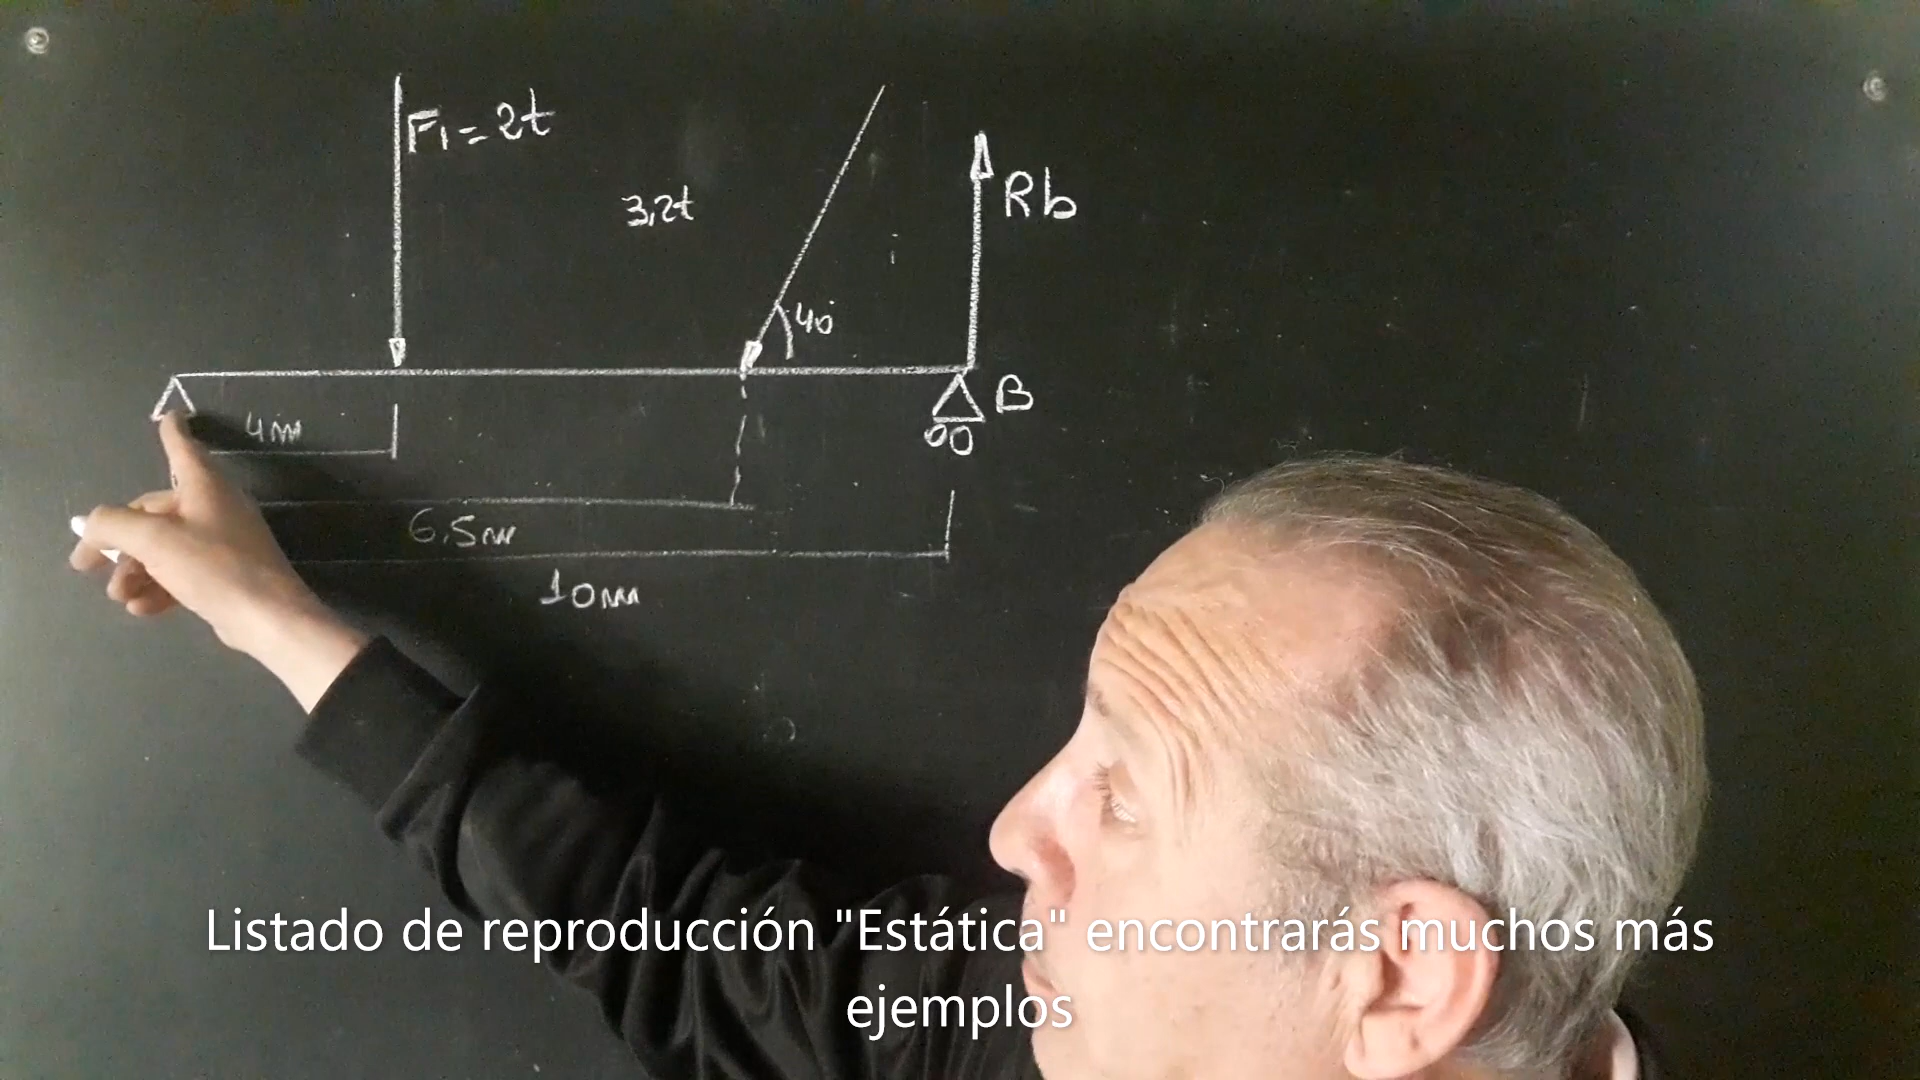 F1=2t
3,2t
Rb
40
B
4m
6,5m
10m
Listado de reproducción "Estática" encontrarás muchos más
ejemplos